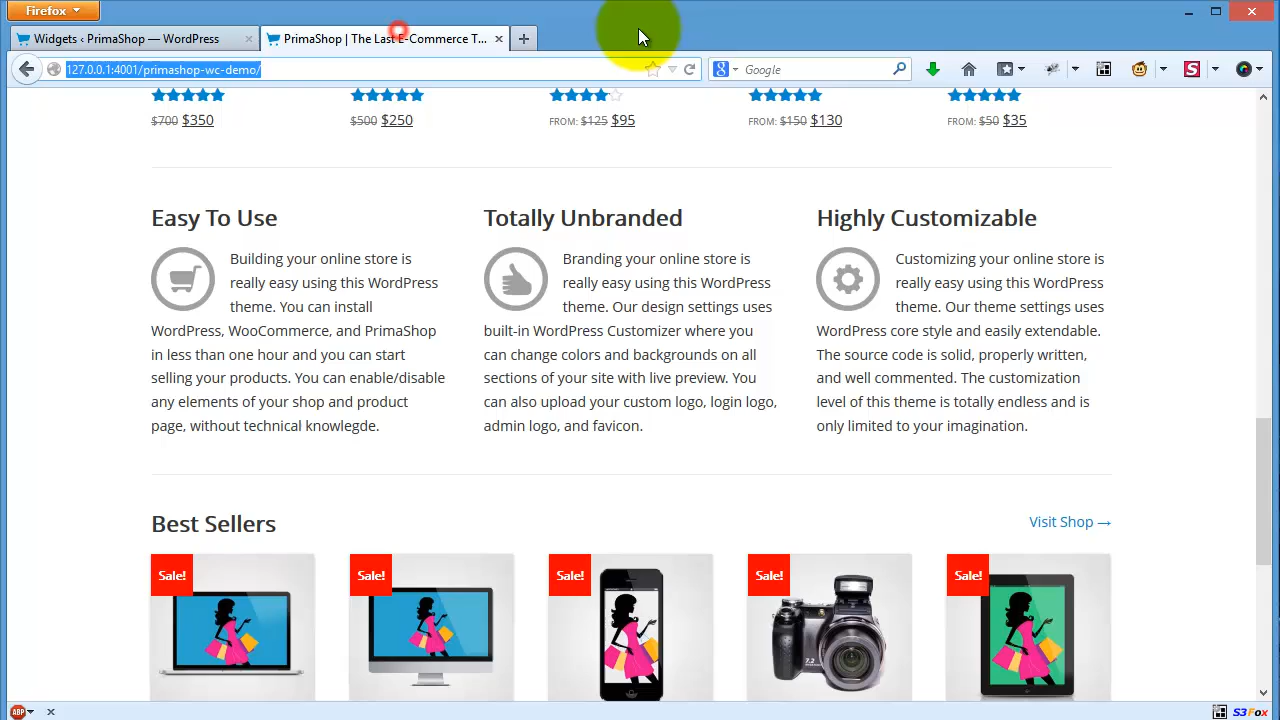 Firefox
Widgets ‹ PrimaShop — WordPress
PrimaShop | The Last E-Commerce T...
127.0.0.1:4001/primashop-wc-demo/
Google
$700 $350
$500 $250
FROM: $125 $95
FROM: $150 $130
FROM: $50 $35
Easy To Use
Building your online store is
really easy using this WordPress
theme. You can install
WordPress, WooCommerce, and PrimaShop
in less than one hour and you can start
selling your products. You can enable/disable
any elements of your shop and product
page, without technical knowlegde.
Totally Unbranded
Branding your online store is
really easy using this WordPress
theme. Our design settings uses
built-in WordPress Customizer where you
can change colors and backgrounds on all
sections of your site with live preview. You
can also upload your custom logo, login logo,
admin logo, and favicon.
Highly Customizable
Customizing your online store is
really easy using this WordPress
theme. Our theme settings uses
WordPress core style and easily extendable.
The source code is solid, properly written,
and well commented. The customization
level of this theme is totally endless and is
only limited to your imagination.
Best Sellers
Visit Shop →
Sale!
Sale!
Sale!
Sale!
Sale!
7.2
ABP
S3Fox